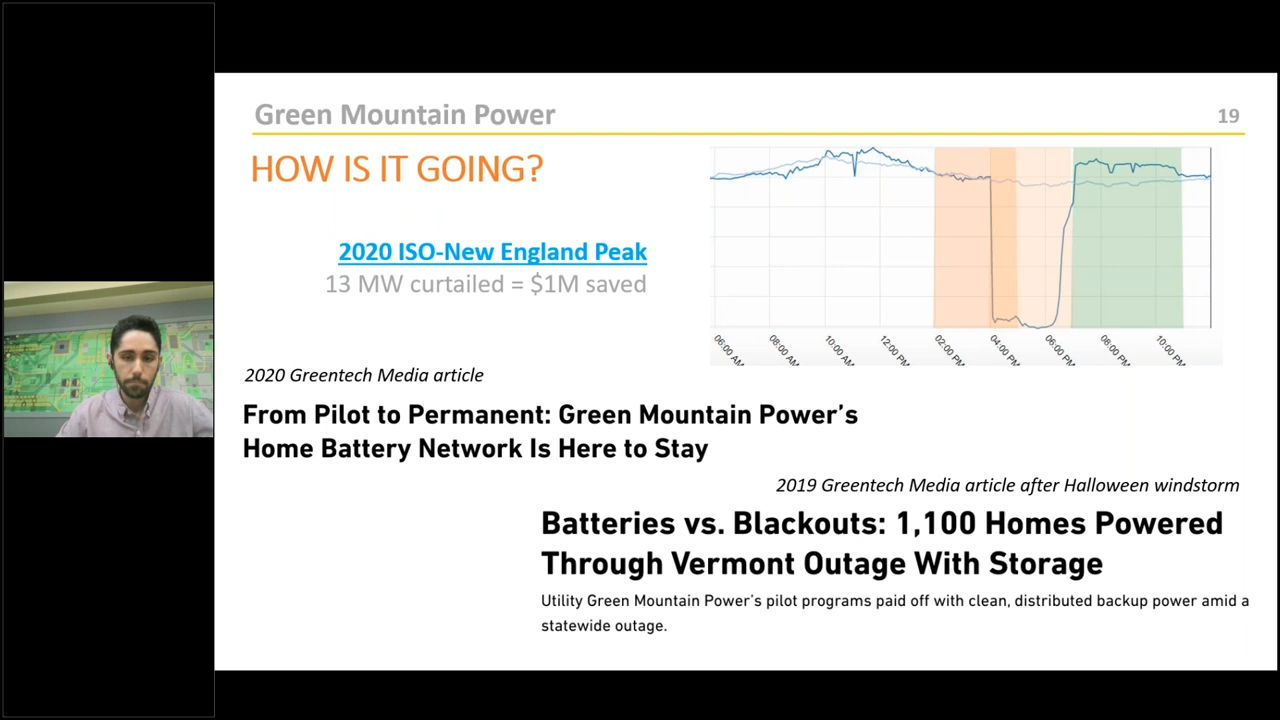 Green Mountain Power
19
HOW IS IT GOING?
2020 ISO-New England Peak
13 MW curtailed = $1M saved
06:00 AM
08:00 AM
10:00 AM
12:00 PM
02:00 PM
04:00 PM
06:00 PM
08:00 PM
10:00 PM
2020 Greentech Media article
From Pilot to Permanent: Green Mountain Power’s
Home Battery Network Is Here to Stay
2019 Greentech Media article after Halloween windstorm
Batteries vs. Blackouts: 1,100 Homes Powered
Through Vermont Outage With Storage
Utility Green Mountain Power’s pilot programs paid off with clean, distributed backup power amid a
statewide outage.